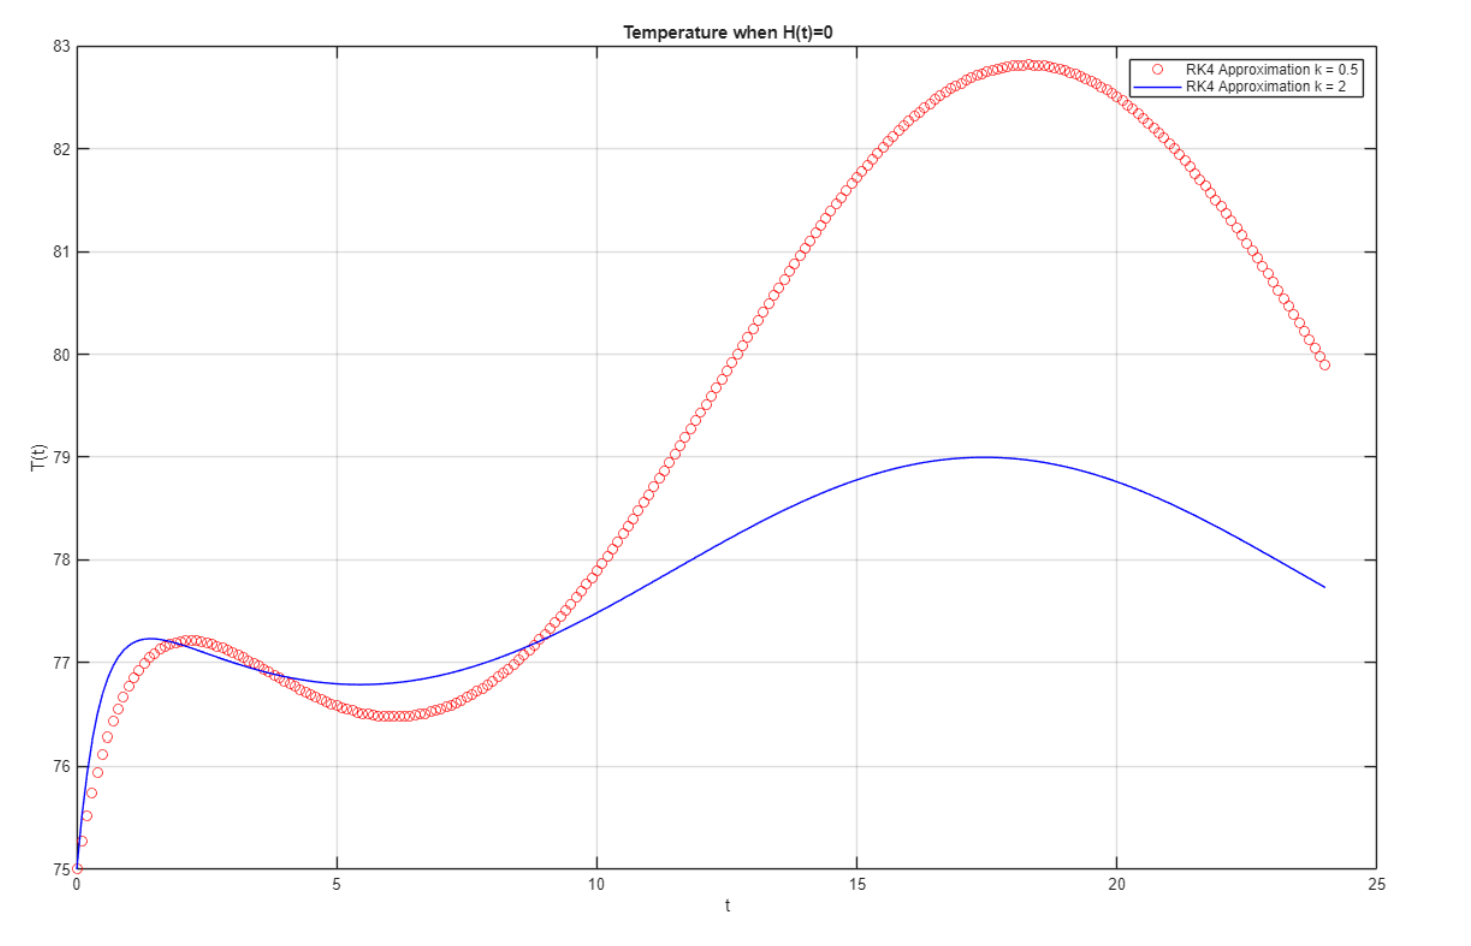 Temperature when H(t)=0
RK4 Approximation k = 0.5
RK4 Approximation k = 2
83
82
81
80
79
78
77
76
75
T(t)
0 5 10 15 20 25
t